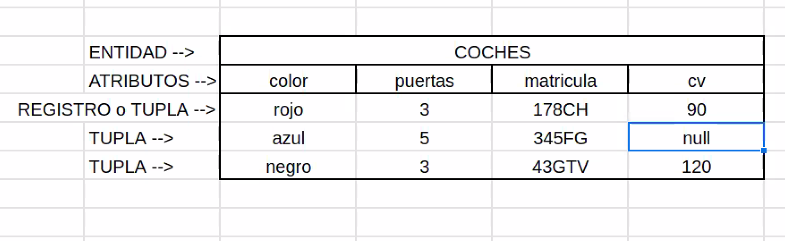 ENTIDAD --> COCHES
ATRIBUTOS --> color puertas matricula cv
REGISTRO o TUPLA --> rojo 3 178CH 90
TUPLA --> azul 5 345FG null
TUPLA --> negro 3 43GTV 120